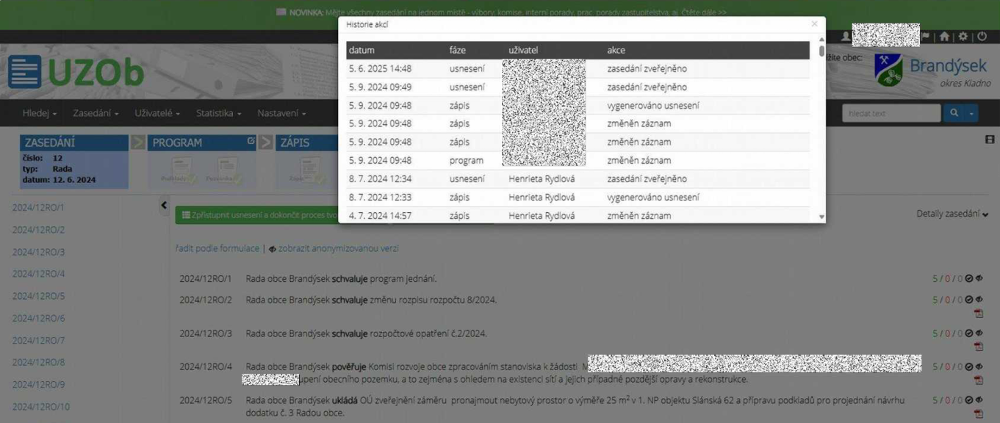 NOVINKA: Mějte všechny zasedání na jednom místě - výbory, komise, interní porady, prac. porady zastupitelstva, aj. Čtěte dále >>
Historie akcí
datum fáze uživatel akce
5. 6. 2025 14:48 usnesení zasedání zveřejněno
5. 9. 2024 09:49 usnesení zasedání zveřejněno
5. 9. 2024 09:48 zápis vygenerováno usnesení
5. 9. 2024 09:48 zápis změněn záznam
5. 9. 2024 09:48 zápis změněn záznam
5. 9. 2024 09:48 program změněn záznam
8. 7. 2024 12:34 usnesení Henrieta Rydlová zasedání zveřejněno
8. 7. 2024 12:33 zápis Henrieta Rydlová vygenerováno usnesení
4. 7. 2024 14:57 zápis Henrieta Rydlová změněn záznam
UZOb
obec:
Brandýsek
okres Kladno
Hledej Zasedání Uživatelé Statistika Nastavení
hledat text
ZASEDÁNÍ
číslo: 12
typ: Rada
datum: 12. 6. 2024
PROGRAM
Pozvánka
ZÁPIS
Zápis
2024/12RO/1
2024/12RO/2
2024/12RO/3
2024/12RO/4
2024/12RO/5
2024/12RO/6
2024/12RO/7
2024/12RO/8
2024/12RO/9
2024/12RO/10
Zpřístupnit usnesení a dokončit proces
Detaily zasedání
řadit podle formulace | zobrazit anonymizovanou verzi
2024/12RO/1 Rada obce Brandýsek schvaluje program jednání. 5 / 0 / 0
2024/12RO/2 Rada obce Brandýsek schvaluje změnu rozpisu rozpočtu 8/2024. 5 / 0 / 0
2024/12RO/3 Rada obce Brandýsek schvaluje rozpočtové opatření č.2/2024. 5 / 0 / 0
2024/12RO/4 Rada obce Brandýsek pověřuje Komisi rozvoje obce zpracováním stanoviska k žádosti M 5 / 0 / 0
upení obecního pozemku, a to zejména s ohledem na existenci sítí a jejich případné pozdější opravy a rekonstrukce.
2024/12RO/5 Rada obce Brandýsek ukládá OÚ zveřejnění záměru pronajmout nebytový prostor o výměře 25 m² v 1. NP objektu Slánská 62 a přípravu podkladů pro projednání návrhu 5 / 0 / 0
dodatku č. 3 Radou obce.